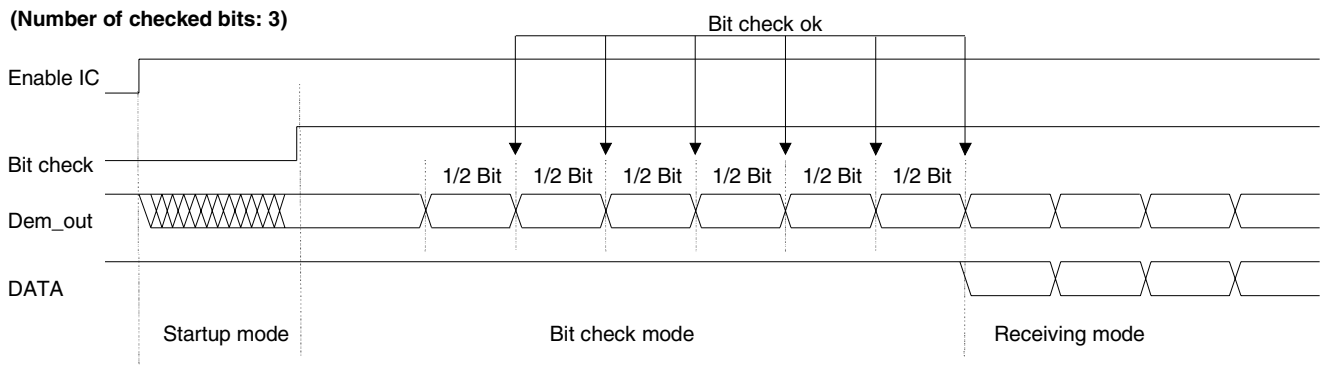 (Number of checked bits: 3)
Bit check ok
Enable IC
Bit check
1/2 Bit 1/2 Bit 1/2 Bit 1/2 Bit 1/2 Bit 1/2 Bit
Dem_out
DATA
Startup mode Bit check mode Receiving mode